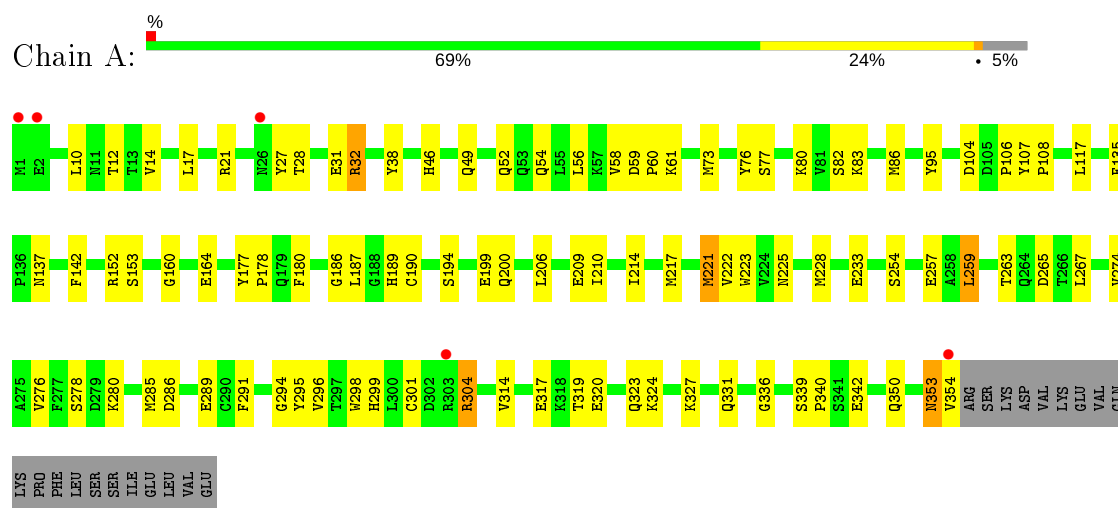 %
Chain A:
69% 24% • 5%
M1 E2 L10 N11 T12 T13 V14 L17 R21 N26 Y27 T28 E31 R32 Y38 H46 Q49 Q52 Q53 Q54 L55 L56 K57 V58 D59 P60 K61 M73 Y76 S77 K80 V81 S82 K83 M86 Y95 D104 D105 P106 Y107 P108 L117 E135
P136 N137 F142 R152 S153 G160 E164 Y177 P178 Q179 F180 G186 L187 G188 H189 C190 S194 E199 Q200 L206 E209 I210 I214 M217 M221 V222 W223 V224 N225 M228 E233 S254 E257 A258 L259 T263 Q264 D265 T266 L267 V274
A275 V276 F277 S278 D279 K280 M285 D286 E289 C290 F291 G294 Y295 V296 T297 W298 H299 L300 C301 D302 R303 R304 V314 E317 K318 T319 E320 Q323 K324 K327 Q331 G336 S339 P340 S341 E342 Q350 N353 V354 ARG SER LYS ASP VAL LYS GLU VAL GLN
LYS PRO PHE LEU SER SER ILE GLU LEU VAL GLU